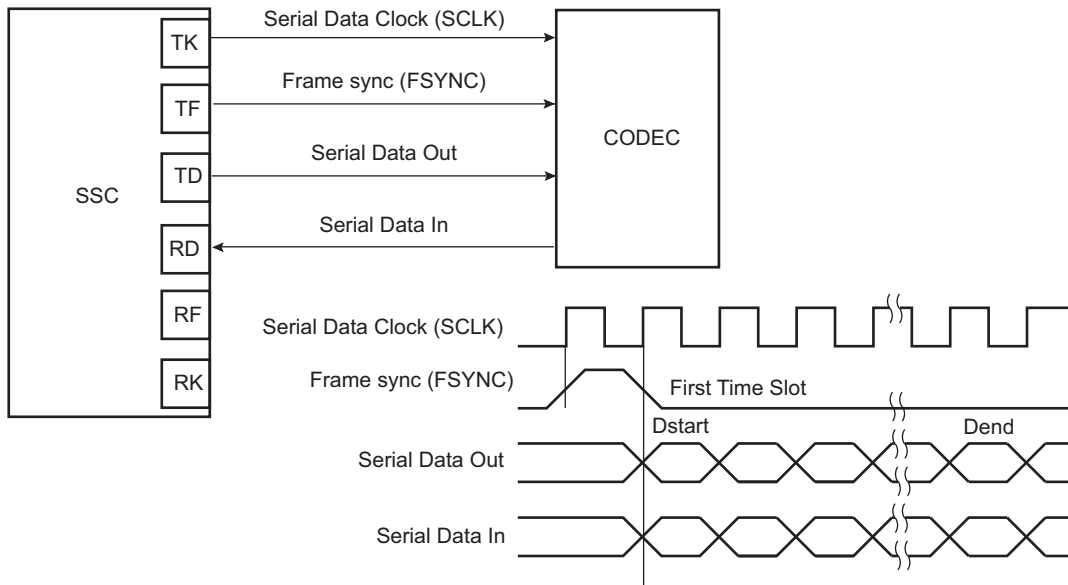 SSC
TK
TF
TD
RD
RF
RK
Serial Data Clock (SCLK)
Frame sync (FSYNC)
Serial Data Out
Serial Data In
CODEC
Serial Data Clock (SCLK)
Frame sync (FSYNC)
First Time Slot
Dstart
Dend
Serial Data Out
Serial Data In